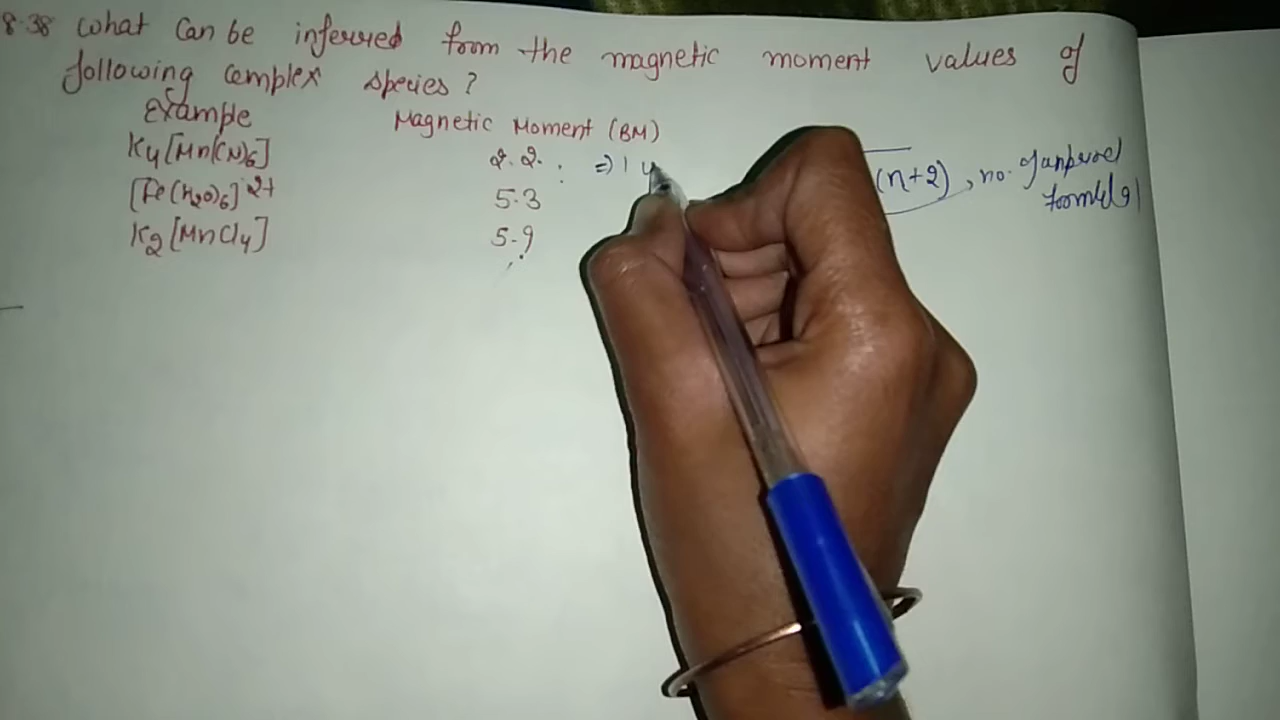 8.38 What Can be inferred from the magnetic moment values of
following complex species ?
Example Magnetic Moment (BM)
K4[Mn(CN)6] 2.2. : => 1 u
[Fe(H2O)6]2+ 5.3
K2[MnCl4] 5.9
(n+2), no. of